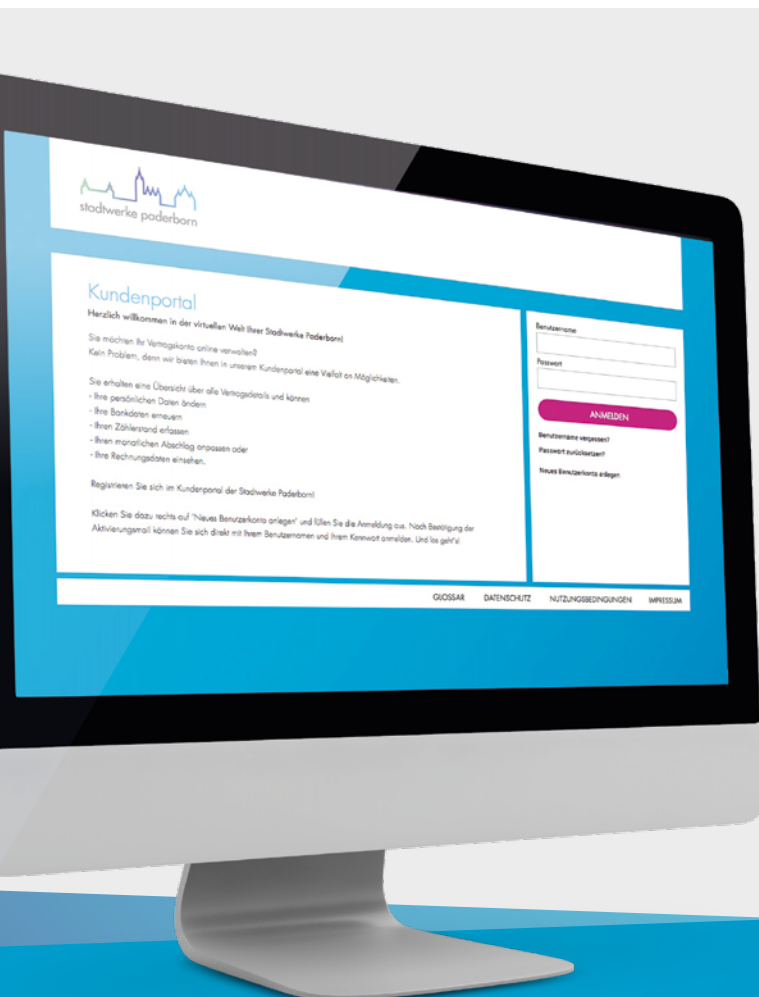 stadtwerke paderborn
Kundenportal
Herzlich willkommen in der virtuellen Welt Ihrer Stadtwerke Paderborn!
Sie möchten Ihr Vertragskonto online verwalten?
Kein Problem, denn wir bieten Ihnen in unserem Kundenportal eine Vielfalt an Möglichkeiten.
Sie erhalten eine Übersicht über alle Vertragsdetails und können
- Ihre persönlichen Daten ändern
- Ihre Bankdaten erneuern
- Ihren Zählerstand erfassen
- Ihren monatlichen Abschlag anpassen oder
- Ihre Rechnungsdaten einsehen.
Registrieren Sie sich im Kundenportal der Stadtwerke Paderborn!
Klicken Sie dazu rechts auf "Neues Benutzerkonto anlegen" und füllen Sie die Anmeldung aus. Nach Bestätigung der
Aktivierungsmail können Sie sich direkt mit Ihrem Benutzernamen und Ihrem Kennwort anmelden. Und los geht's!
Benutzername
Passwort
ANMELDEN
Benutzername vergessen?
Passwort zurücksetzen?
Neues Benutzerkonto anlegen
GLOSSAR DATENSCHUTZ NUTZUNGSBEDINGUNGEN IMPRESSUM